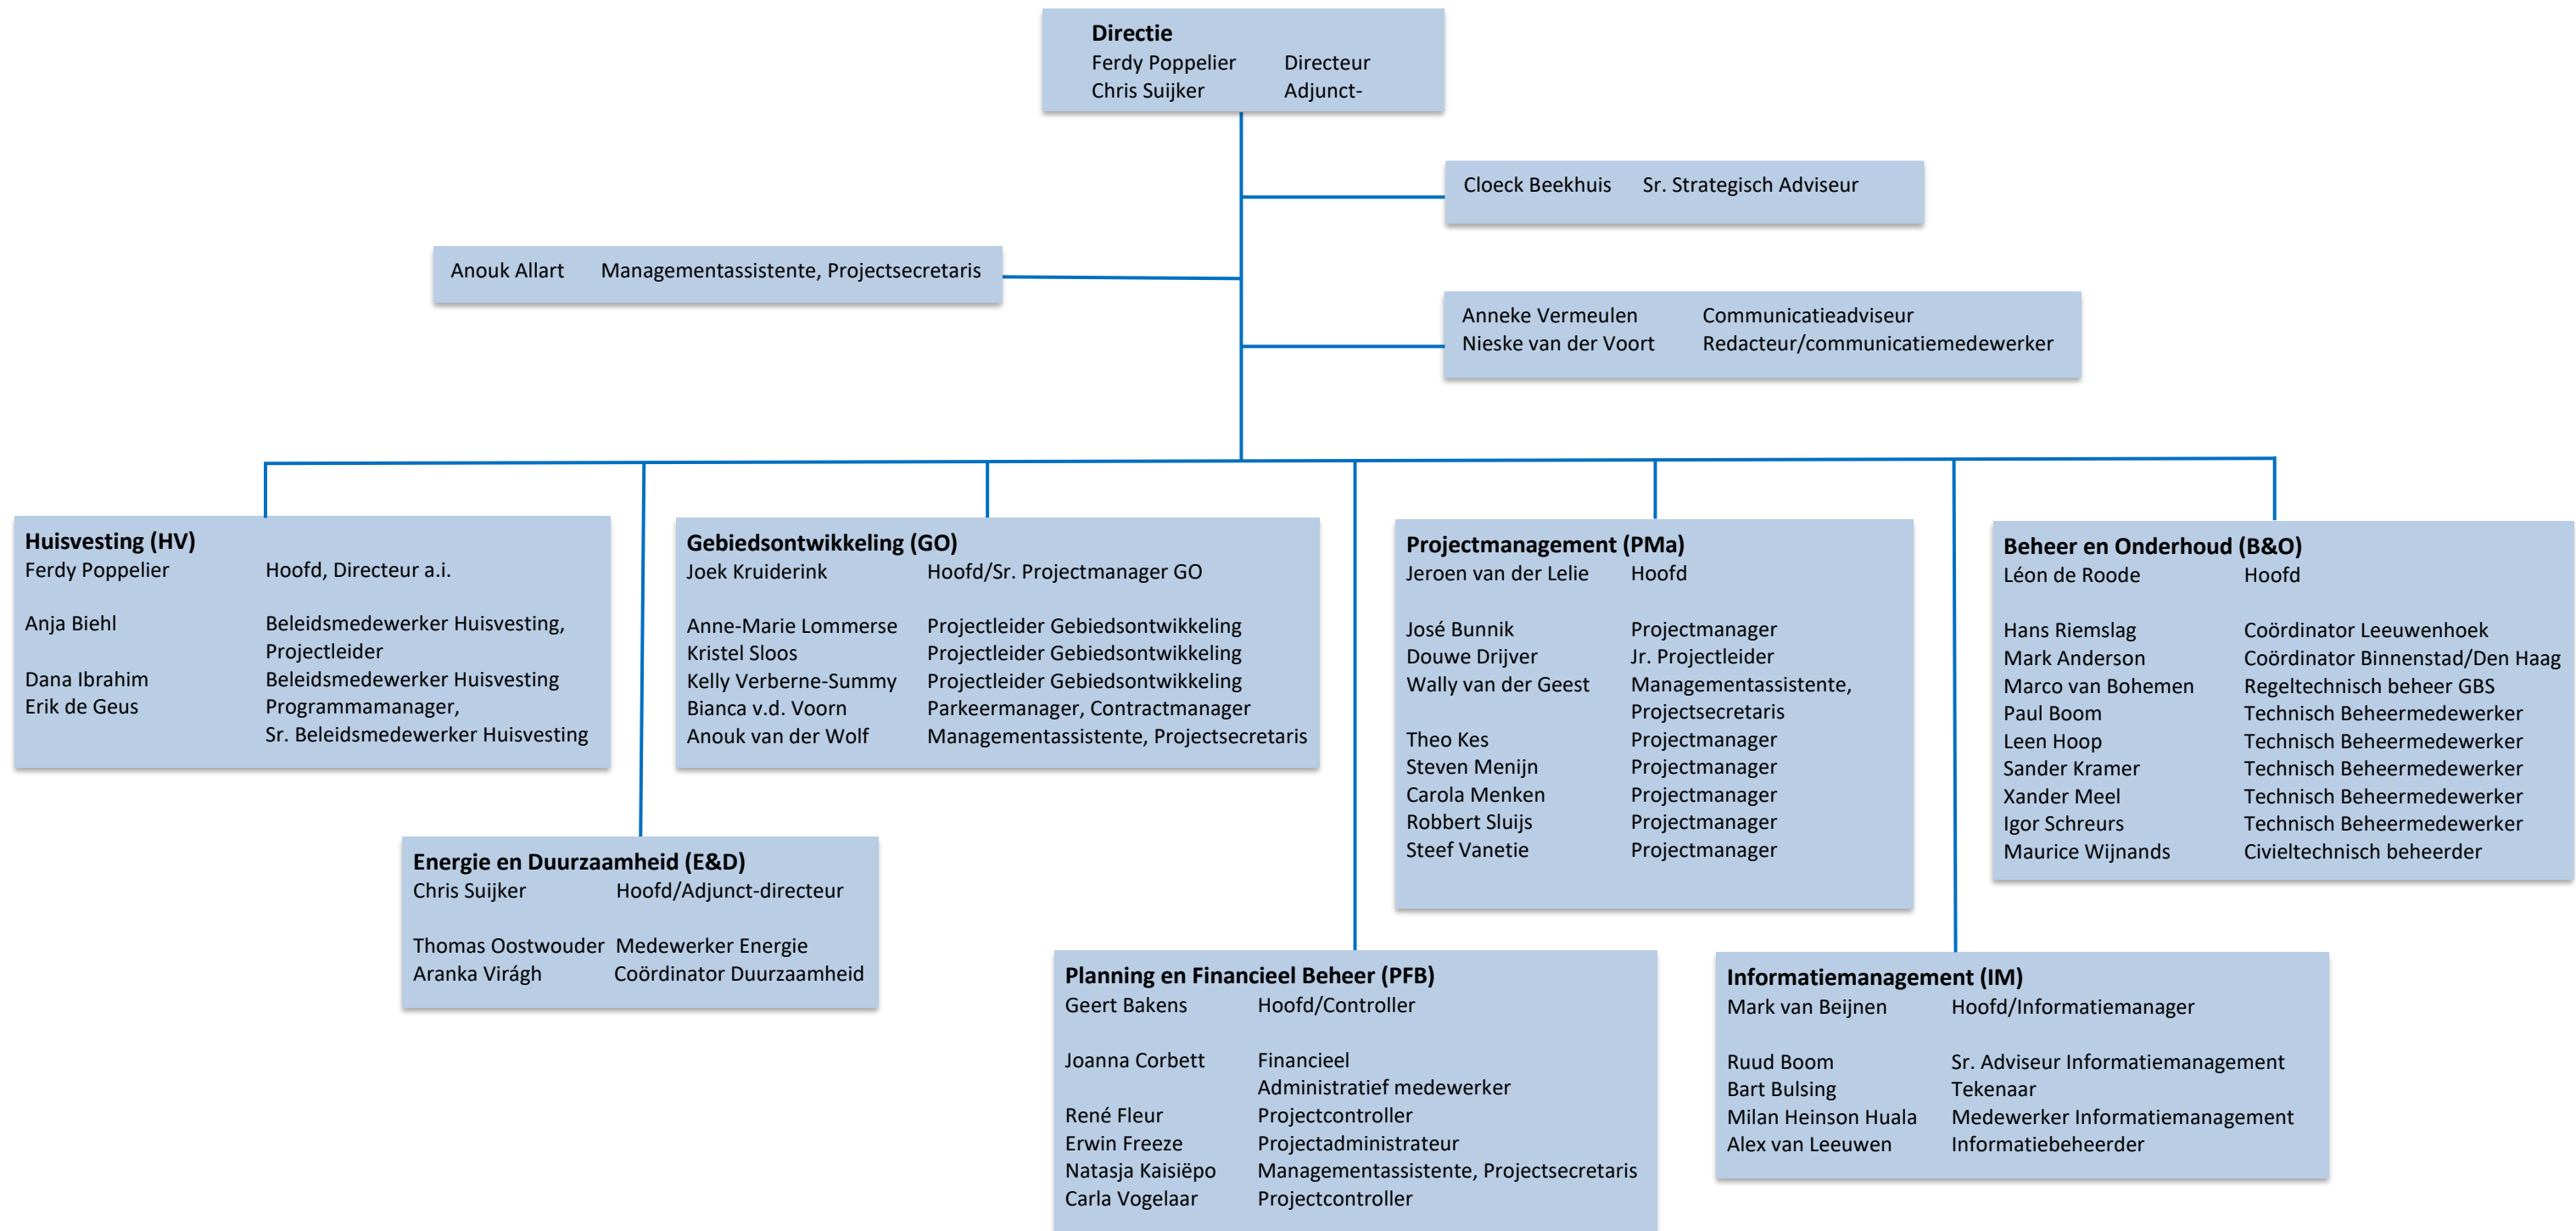 Directie
Ferdy Poppelier Directeur
Chris Suijker Adjunct-
Cloeck Beekhuis Sr. Strategisch Adviseur
Anouk Allart Managementassistente, Projectsecretaris
Anneke Vermeulen Communicatieadviseur
Nieske van der Voort Redacteur/communicatiemedewerker
Huisvesting (HV)
Ferdy Poppelier Hoofd, Directeur a.i.
Anja Biehl Beleidsmedewerker Huisvesting,
Projectleider
Dana Ibrahim Beleidsmedewerker Huisvesting
Erik de Geus Programmamanager,
Sr. Beleidsmedewerker Huisvesting
Gebiedsontwikkeling (GO)
Joek Kruiderink Hoofd/Sr. Projectmanager GO
Anne-Marie Lommerse Projectleider Gebiedsontwikkeling
Kristel Sloos Projectleider Gebiedsontwikkeling
Kelly Verberne-Summy Projectleider Gebiedsontwikkeling
Bianca v.d. Voorn Parkeermanager, Contractmanager
Anouk van der Wolf Managementassistente, Projectsecretaris
Projectmanagement (PMa)
Jeroen van der Lelie Hoofd
José Bunnik Projectmanager
Douwe Drijver Jr. Projectleider
Wally van der Geest Managementassistente,
Projectsecretaris
Theo Kes Projectmanager
Steven Menijn Projectmanager
Carola Menken Projectmanager
Robbert Sluijs Projectmanager
Steef Vanetie Projectmanager
Beheer en Onderhoud (B&O)
Léon de Roode Hoofd
Hans Riemslag Coördinator Leeuwenhoek
Mark Anderson Coördinator Binnenstad/Den Haag
Marco van Bohemen Regeltechnisch beheer GBS
Paul Boom Technisch Beheermedewerker
Leen Hoop Technisch Beheermedewerker
Sander Kramer Technisch Beheermedewerker
Xander Meel Technisch Beheermedewerker
Igor Schreurs Technisch Beheermedewerker
Maurice Wijnands Civieltechnisch beheerder
Energie en Duurzaamheid (E&D)
Chris Suijker Hoofd/Adjunct-directeur
Thomas Oostwouder Medewerker Energie
Aranka Virágh Coördinator Duurzaamheid
Planning en Financieel Beheer (PFB)
Geert Bakens Hoofd/Controller
Joanna Corbett Financieel
Administratief medewerker
René Fleur Projectcontroller
Erwin Freeze Projectadministrateur
Natasja Kaisiëpo Managementassistente, Projectsecretaris
Carla Vogelaar Projectcontroller
Informatiemanagement (IM)
Mark van Beijnen Hoofd/Informatiemanager
Ruud Boom Sr. Adviseur Informatiemanagement
Bart Bulsing Tekenaar
Milan Heinson Huala Medewerker Informatiemanagement
Alex van Leeuwen Informatiebeheerder